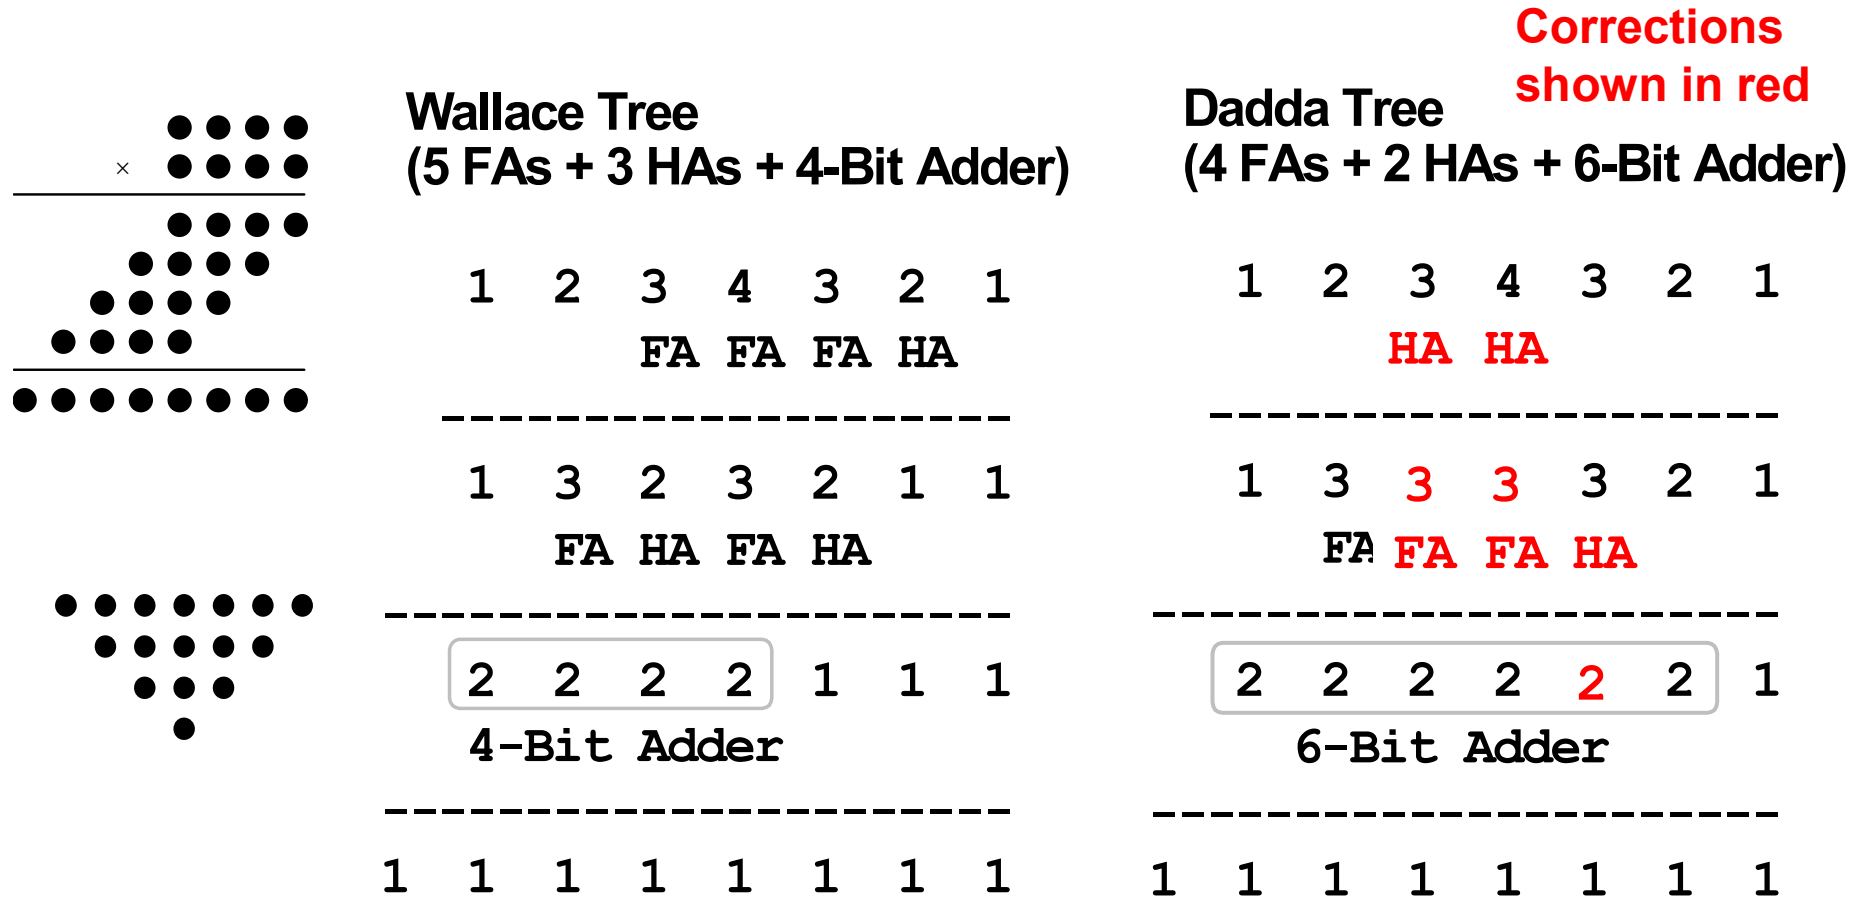 Corrections
shown in red
Wallace Tree
(5 FAs + 3 HAs + 4-Bit Adder)
×
1 2 3 4 3 2 1
FA FA FA HA
1 3 2 3 2 1 1
FA HA FA HA
2 2 2 2 1 1 1
4-Bit Adder
1 1 1 1 1 1 1 1
Dadda Tree
(4 FAs + 2 HAs + 6-Bit Adder)
1 2 3 4 3 2 1
HA HA
1 3 3 3 3 2 1
FA FA FA HA
2 2 2 2 2 2 1
6-Bit Adder
1 1 1 1 1 1 1 1